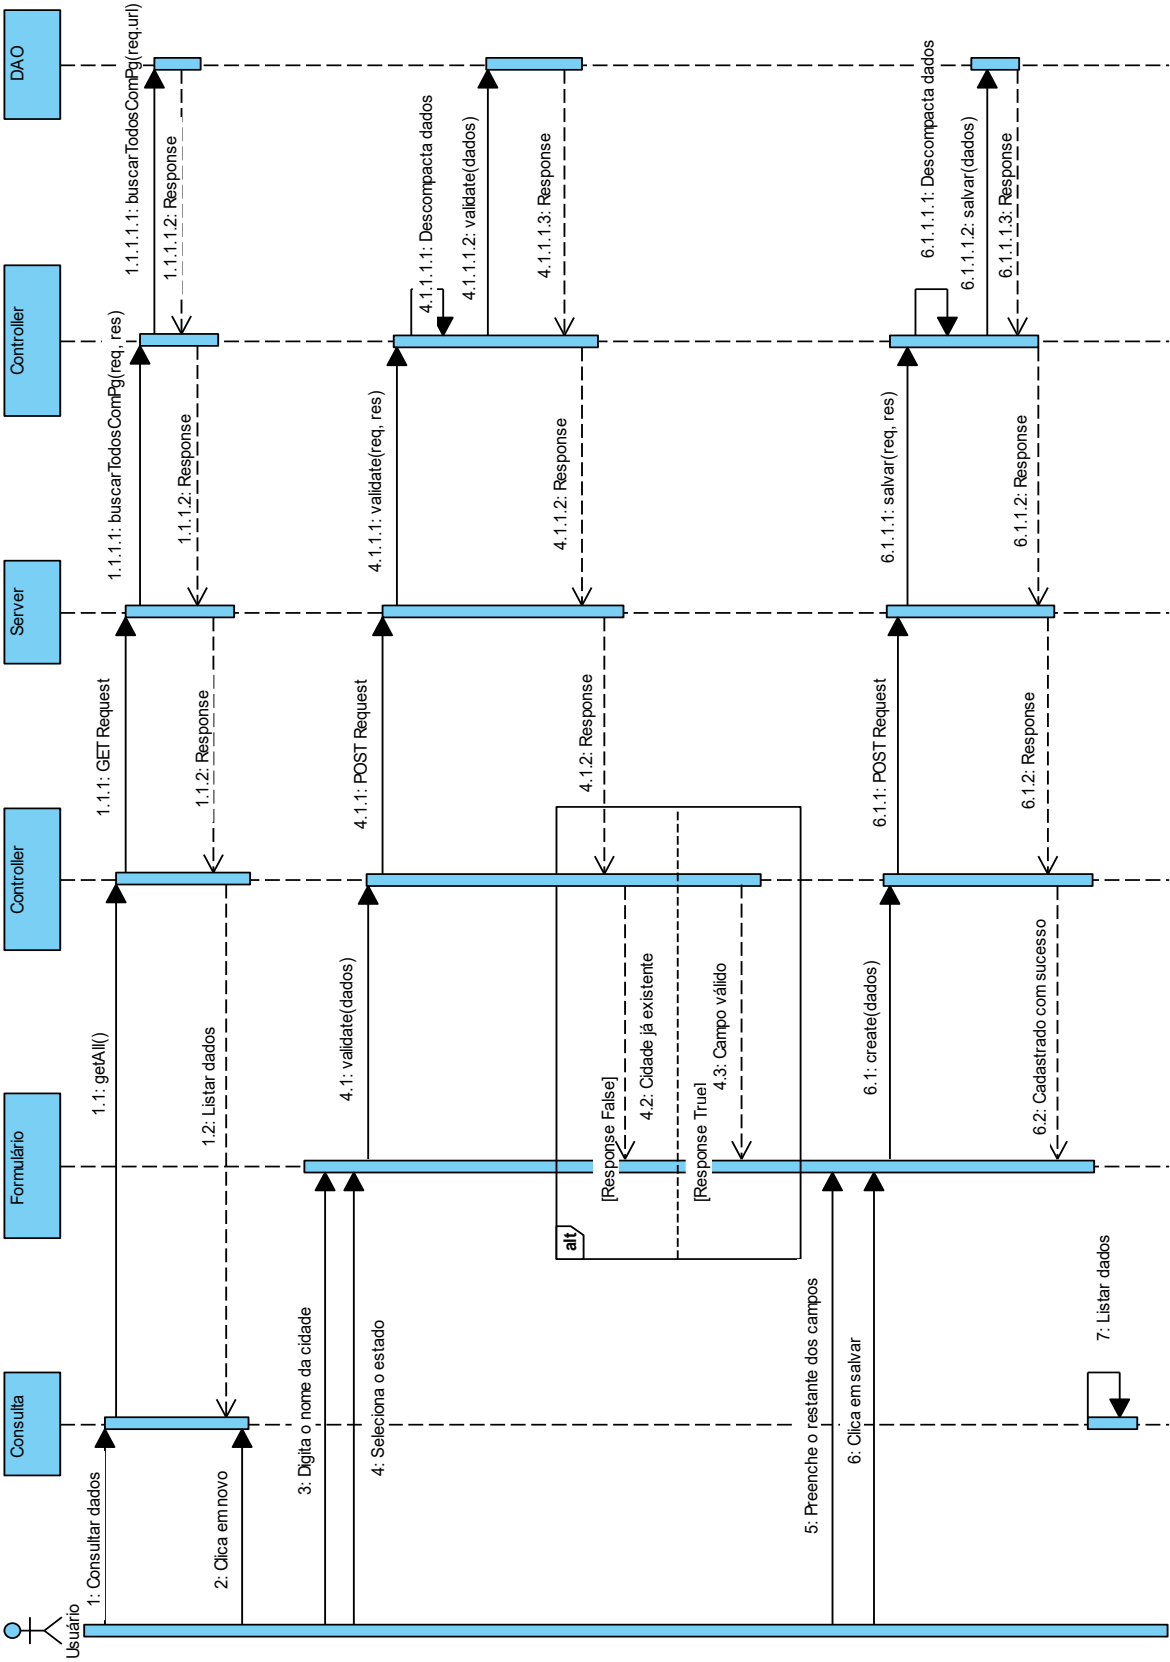 Usuário
Consulta
Formulário
Controller
Server
Controller
DAO
1: Consultar dados
1.1: getAll()
1.1.1: GET Request
1.1.1.1: buscarTodosComPg(req, res)
1.1.1.1.1: buscarTodosComPg(req.url)
1.1.1.1.2: Response
1.1.1.2: Response
1.1.2: Response
1.2: Listar dados
2: Clica em novo
3: Digita o nome da cidade
4: Seleciona o estado
4.1: validate(dados)
4.1.1: POST Request
4.1.1.1: validate(req, res)
4.1.1.1.1: Descompacta dados
4.1.1.1.2: validate(dados)
4.1.1.1.3: Response
4.1.1.2: Response
4.1.2: Response
alt
[Response False]
4.2: Cidade já existente
[Response True]
4.3: Campo válido
5: Preenche o restante dos campos
6: Clica em salvar
6.1: create(dados)
6.1.1: POST Request
6.1.1.1: salvar(req, res)
6.1.1.1.1: Descompacta dados
6.1.1.1.2: salvar(dados)
6.1.1.1.3: Response
6.1.1.2: Response
6.1.2: Response
6.2: Cadastrado com sucesso
7: Listar dados